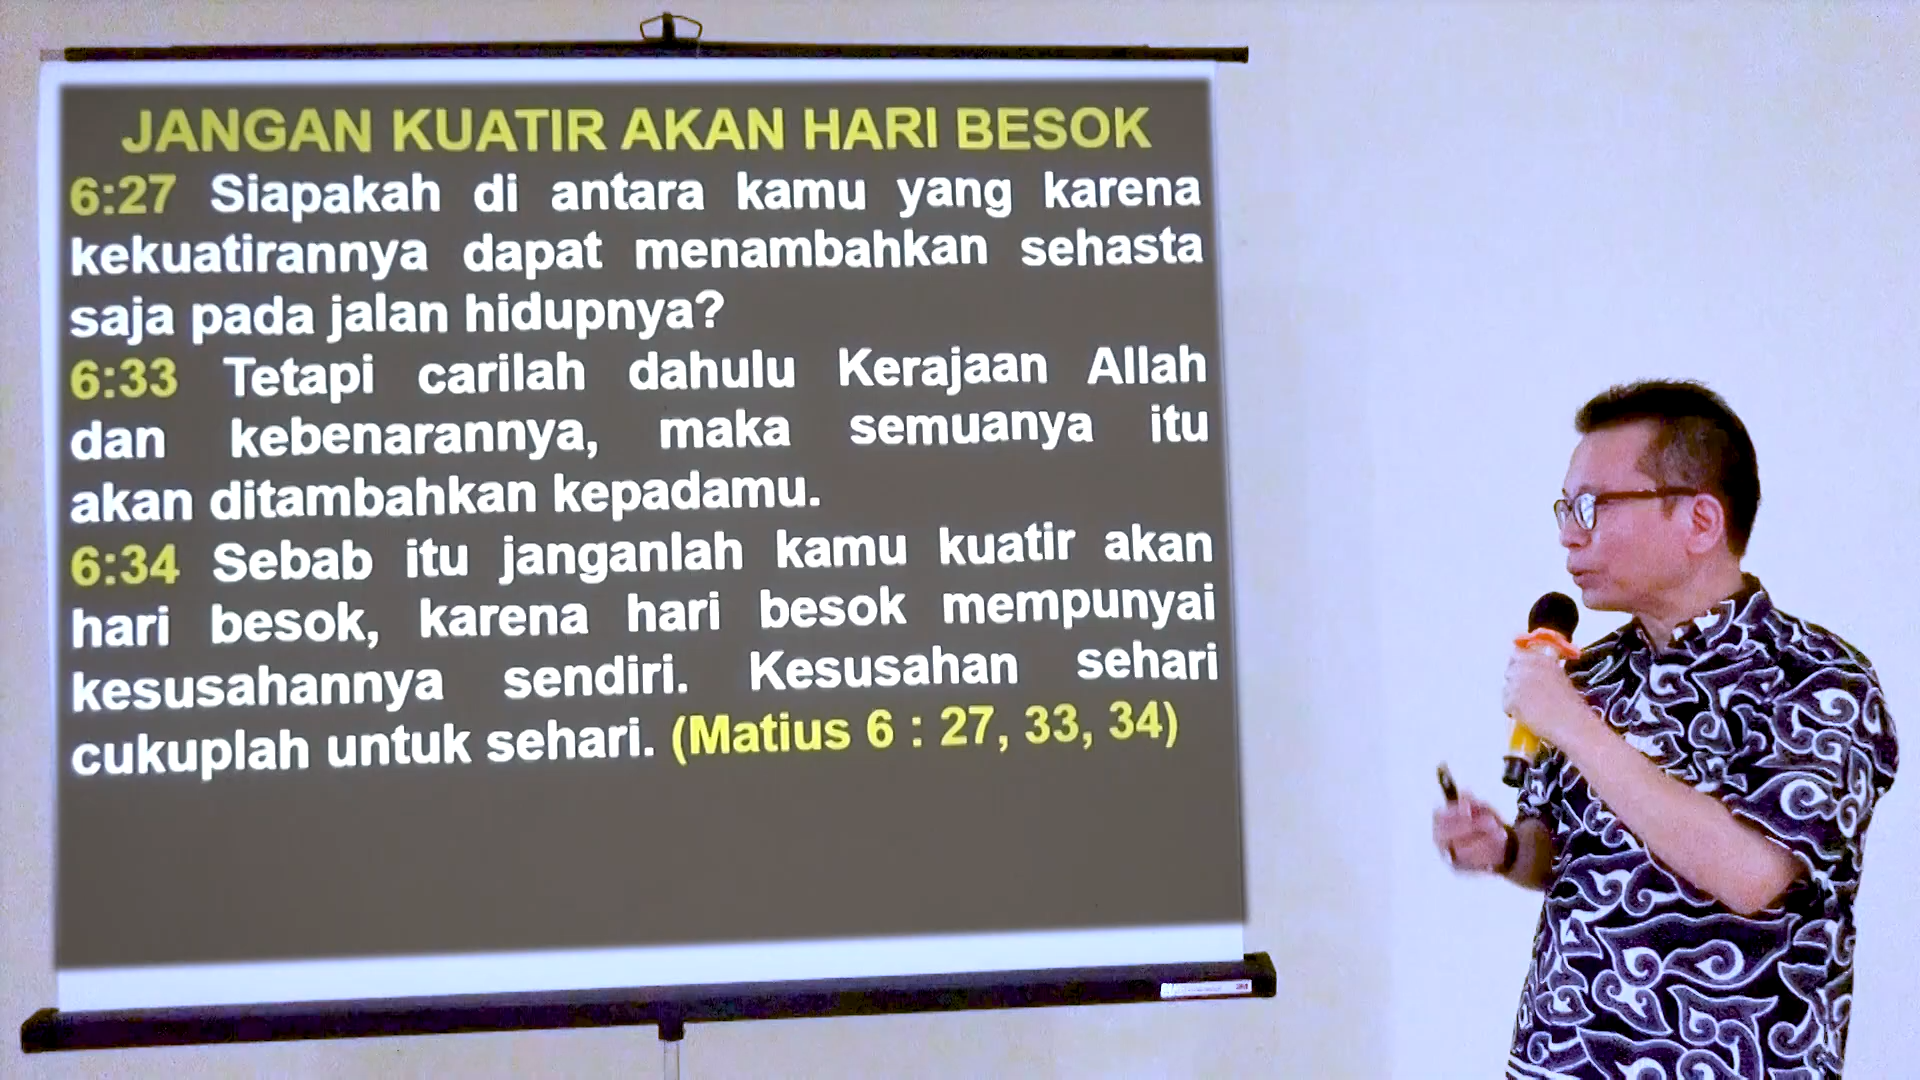 JANGAN KUATIR AKAN HARI BESOK
6:27 Siapakah di antara kamu yang karena
kekuatirannya dapat menambahkan sehasta
saja pada jalan hidupnya?
6:33 Tetapi carilah dahulu Kerajaan Allah
dan kebenarannya, maka semuanya itu
akan ditambahkan kepadamu.
6:34 Sebab itu janganlah kamu kuatir akan
hari besok, karena hari besok mempunyai
kesusahannya sendiri. Kesusahan sehari
cukuplah untuk sehari. (Matius 6 : 27, 33, 34)